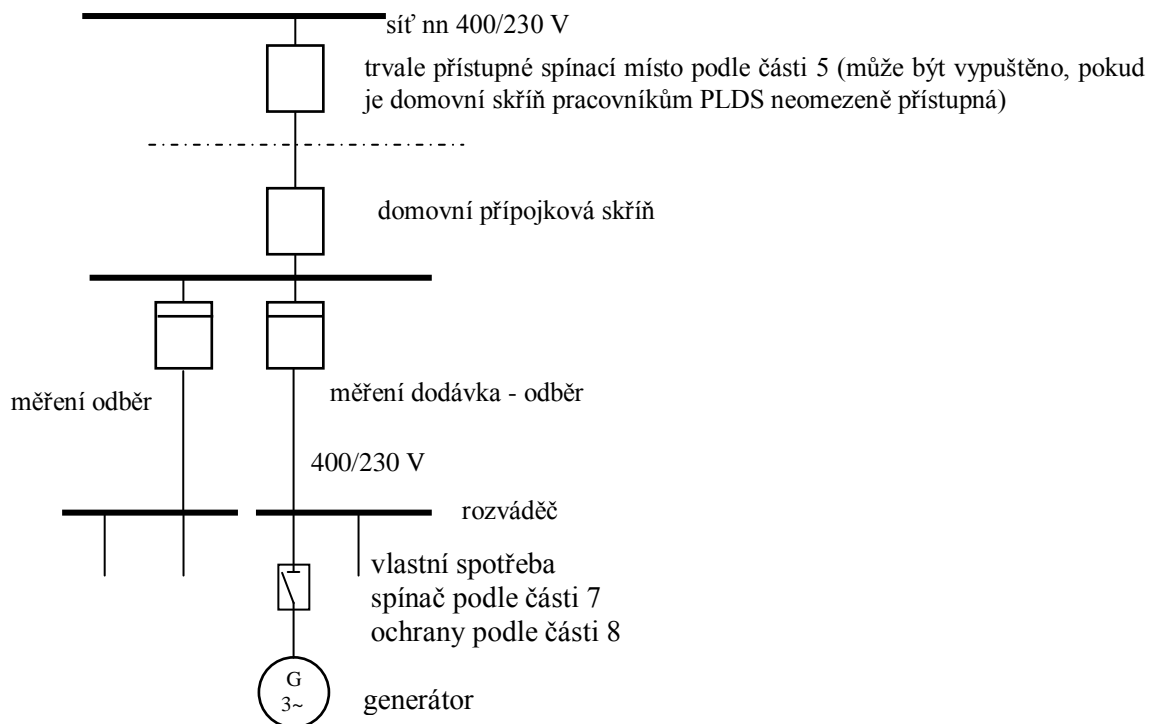 síť nn 400/230 V
trvale přístupné spínací místo podle části 5 (může být vypuštěno, pokud
je domovní skříň pracovníkům PLDS neomezeně přístupná)
domovní přípojková skříň
měření odběr
měření dodávka - odběr
400/230 V
rozváděč
vlastní spotřeba
spínač podle části 7
ochrany podle části 8
G
3~
generátor